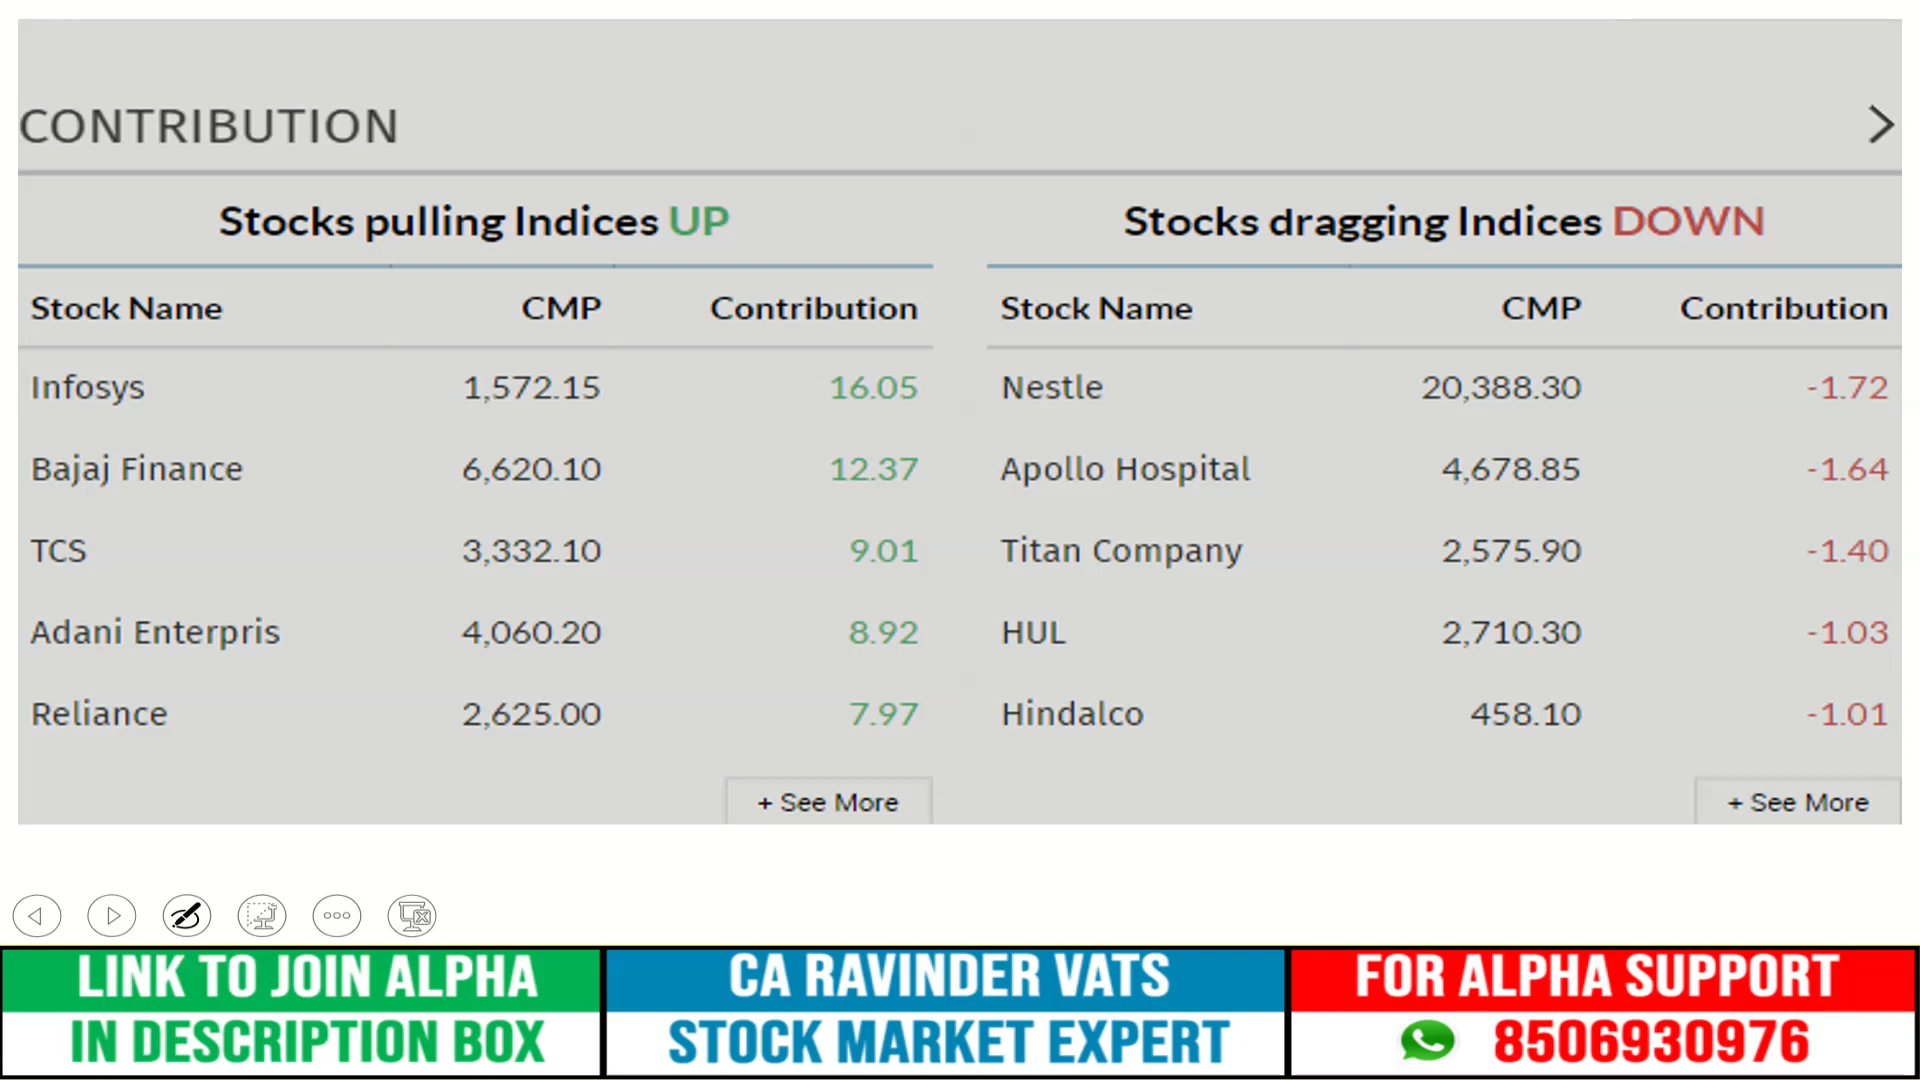 CONTRIBUTION
Stocks pulling Indices UP
Stock Name CMP Contribution
Infosys 1,572.15 16.05
Bajaj Finance 6,620.10 12.37
TCS 3,332.10 9.01
Adani Enterpris 4,060.20 8.92
Reliance 2,625.00 7.97
+ See More
Stocks dragging Indices DOWN
Stock Name CMP Contribution
Nestle 20,388.30 -1.72
Apollo Hospital 4,678.85 -1.64
Titan Company 2,575.90 -1.40
HUL 2,710.30 -1.03
Hindalco 458.10 -1.01
+ See More
LINK TO JOIN ALPHA
IN DESCRIPTION BOX
CA RAVINDER VATS
STOCK MARKET EXPERT
FOR ALPHA SUPPORT
8506930976